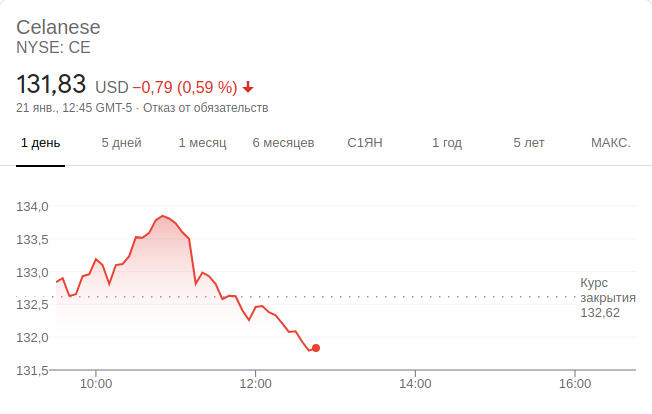 Celanese
NYSE: CE
131,83 USD −0,79 (0,59 %)
21 янв., 12:45 GMT-5 · Отказ от обязательств
1 день 5 дней 1 месяц 6 месяцев С1ЯН 1 год 5 лет МАКС.
134,0
133,5
133,0
132,5
132,0
131,5
Курс
закрытия
132,62
10:00 12:00 14:00 16:00